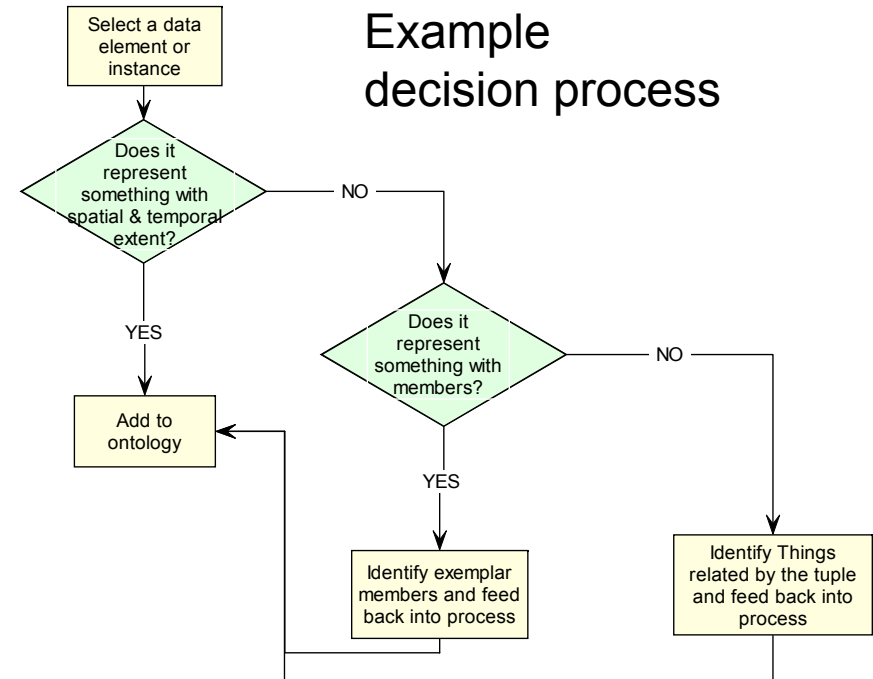 Example
decision process
Select a data
element or
instance
Does it
represent
something with
spatial & temporal
extent?
NO
YES
Does it
represent
something with
members?
NO
Add to
ontology
YES
Identify exemplar
members and feed
back into process
Identify Things
related by the tuple
and feed back into
process